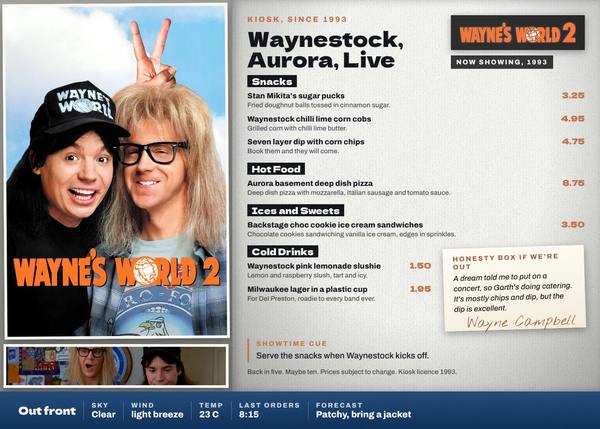 WAYNE'S WORLD
WAYNE'S WORLD 2
KIOSK, SINCE 1993
Waynestock,
Aurora, Live
WAYNE'S WORLD 2
NOW SHOWING, 1993
Snacks
Stan Mikita's sugar pucks 3.25
Fried doughnut balls tossed in cinnamon sugar.
Waynestock chilli lime corn cobs 4.95
Grilled corn with chilli lime butter.
Seven layer dip with corn chips 4.75
Book them and they will come.
Hot Food
Aurora basement deep dish pizza 8.75
Deep dish pizza with mozzarella, Italian sausage and tomato sauce.
Ices and Sweets
Backstage choc cookie ice cream sandwiches 3.50
Chocolate cookies sandwiching vanilla ice cream, edges in sprinkles.
Cold Drinks
Waynestock pink lemonade slushie 1.50
Lemon and raspberry slush, tart and icy.
Milwaukee lager in a plastic cup 1.95
For Del Preston, roadie to every band ever.
HONESTY BOX IF WE'RE
OUT
A dream told me to put on a
concert, so Garth's doing catering.
It's mostly chips and dip, but the
dip is excellent.
Wayne Campbell
SHOWTIME CUE
Serve the snacks when Waynestock kicks off.
Back in five. Maybe ten. Prices subject to change. Kiosk licence 1993.
Out front
SKY
Clear
WIND
light breeze
TEMP
23 C
LAST ORDERS
8:15
FORECAST
Patchy, bring a jacket